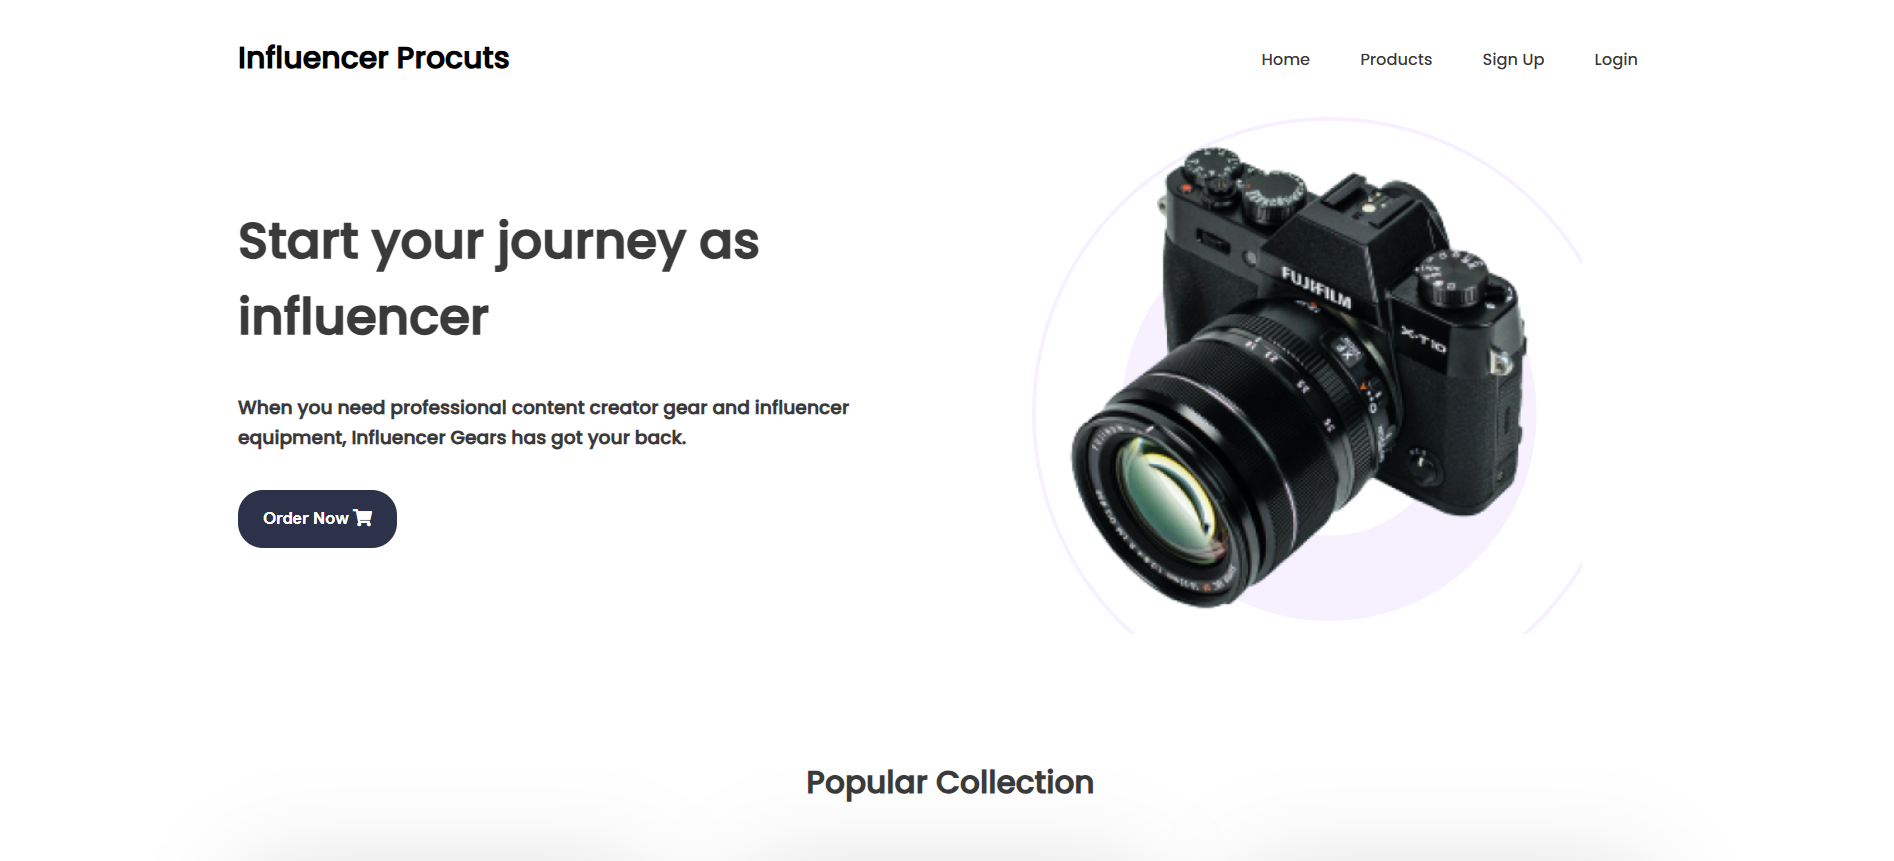 Influencer Procuts
Home
Products
Sign Up
Login
Start your journey as
influencer
When you need professional content creator gear and influencer
equipment, Influencer Gears has got your back.
Order Now
FUJIFILM
X-T10
XF
Popular Collection